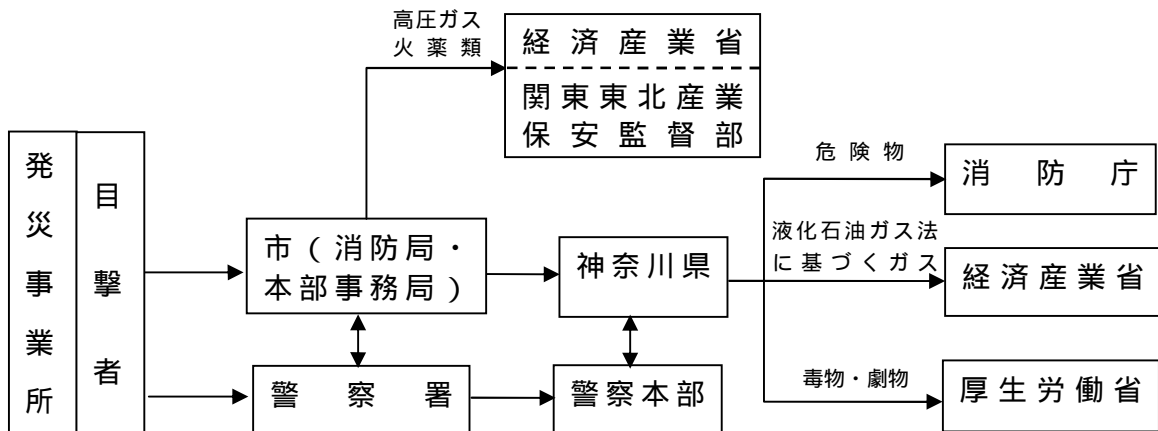 高圧ガス
火薬類
経済産業省
関東東北産業
保安監督部
発災事業所
目撃者
市(消防局・
本部事務局)
神奈川県
警察署
警察本部
危険物
消防庁
液化石油ガス法
に基づくガス
経済産業省
毒物・劇物
厚生労働省